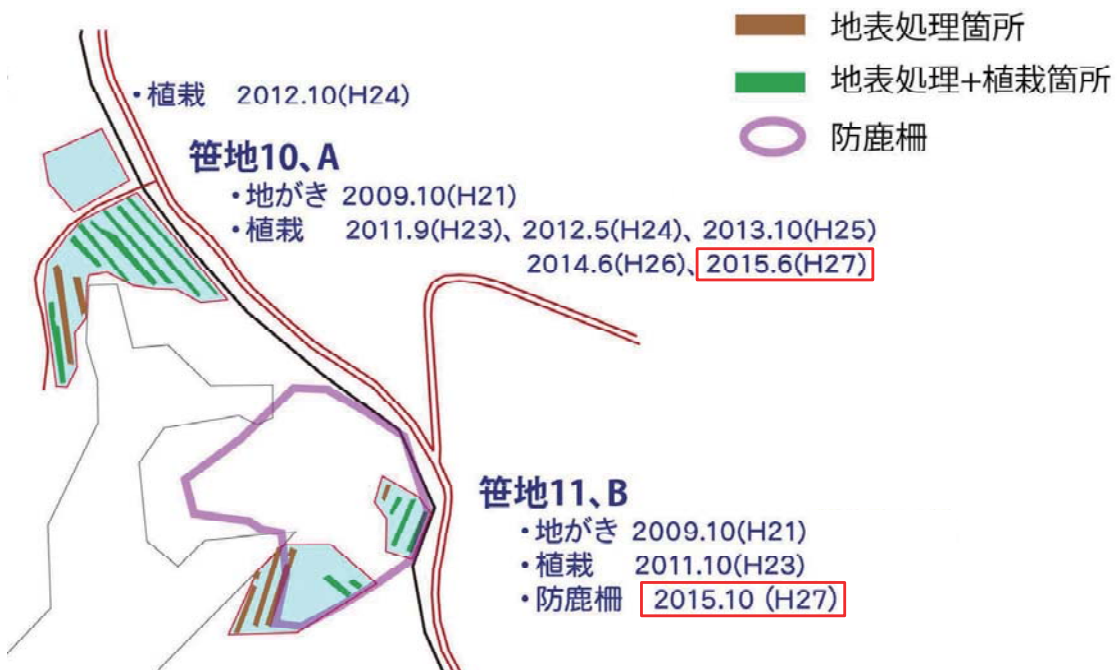 地表処理箇所
地表処理+植栽箇所
防鹿柵
・植栽 2012.10(H24)
笹地10、A
・地がき 2009.10(H21)
・植栽 2011.9(H23)、2012.5(H24)、2013.10(H25)
2014.6(H26)、2015.6(H27)
笹地11、B
・地がき 2009.10(H21)
・植栽 2011.10(H23)
・防鹿柵 2015.10 (H27)